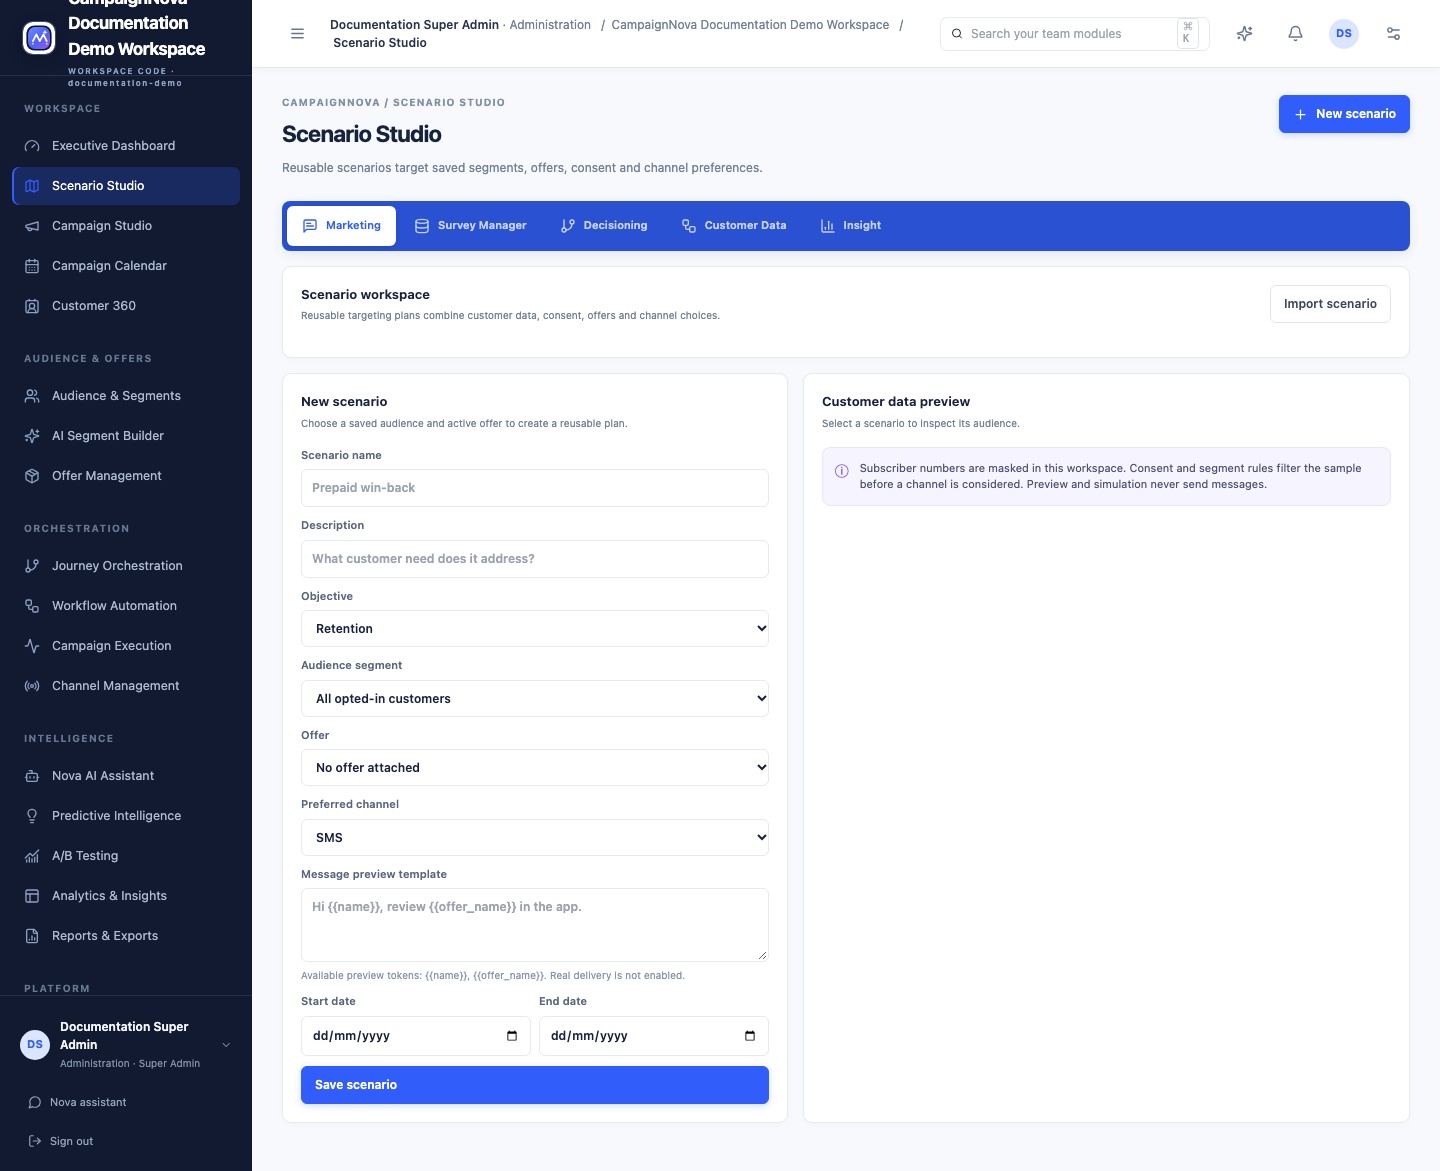 CampaignNova
Documentation
Demo Workspace
WORKSPACE CODE ·
documentation-demo
WORKSPACE
Executive Dashboard
Scenario Studio
Campaign Studio
Campaign Calendar
Customer 360
AUDIENCE & OFFERS
Audience & Segments
AI Segment Builder
Offer Management
ORCHESTRATION
Journey Orchestration
Workflow Automation
Campaign Execution
Channel Management
INTELLIGENCE
Nova AI Assistant
Predictive Intelligence
A/B Testing
Analytics & Insights
Reports & Exports
PLATFORM
DS
Documentation Super
Admin
Administration · Super Admin
Nova assistant
Sign out
Documentation Super Admin · Administration / CampaignNova Documentation Demo Workspace /
Scenario Studio
Search your team modules
⌘
K
DS
CAMPAIGNNOVA / SCENARIO STUDIO
Scenario Studio
Reusable scenarios target saved segments, offers, consent and channel preferences.
New scenario
Marketing
Survey Manager
Decisioning
Customer Data
Insight
Scenario workspace
Reusable targeting plans combine customer data, consent, offers and channel choices.
Import scenario
New scenario
Choose a saved audience and active offer to create a reusable plan.
Scenario name
Prepaid win-back
Description
What customer need does it address?
Objective
Retention
Audience segment
All opted-in customers
Offer
No offer attached
Preferred channel
SMS
Message preview template
Hi {{name}}, review {{offer_name}} in the app.
Available preview tokens: {{name}}, {{offer_name}}. Real delivery is not enabled.
Start date
End date
dd/mm/yyyy
dd/mm/yyyy
Save scenario
Customer data preview
Select a scenario to inspect its audience.
Subscriber numbers are masked in this workspace. Consent and segment rules filter the sample
before a channel is considered. Preview and simulation never send messages.